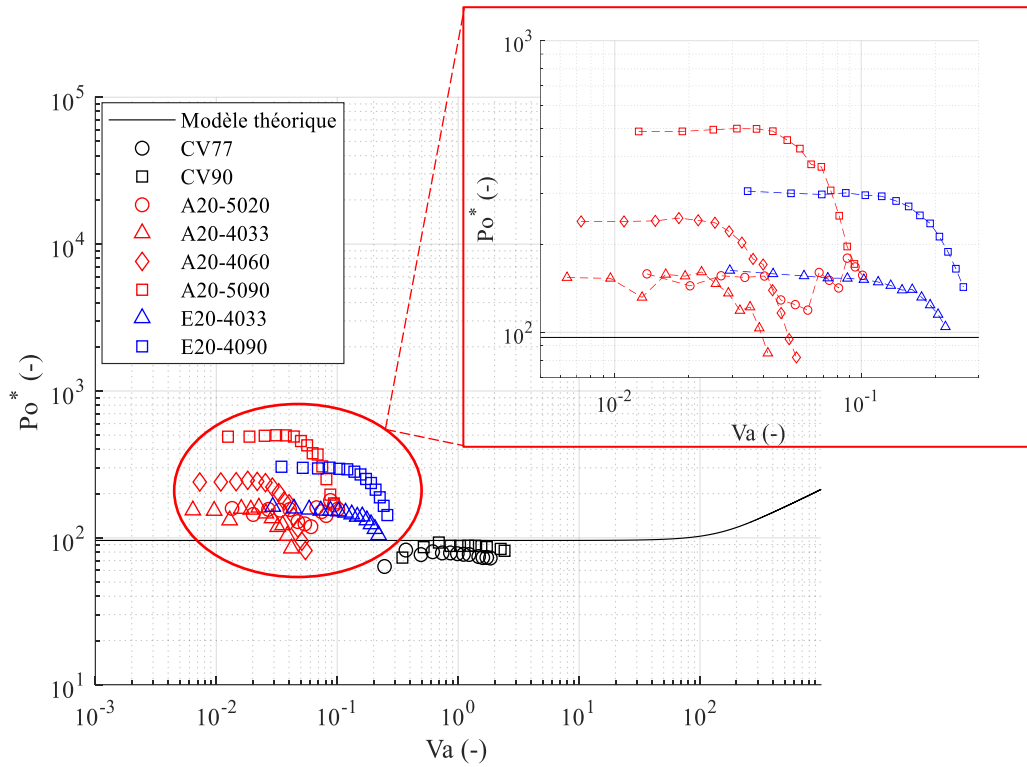 10^3
10^2
10^-2
10^-1
Po^* (-)
Va (-)
10^5
10^4
10^3
10^2
10^1
Po^* (-)
Modèle théorique
CV77
CV90
A20-5020
A20-4033
A20-4060
A20-5090
E20-4033
E20-4090
10^-3
10^-2
10^-1
10^0
10^1
10^2
Va (-)